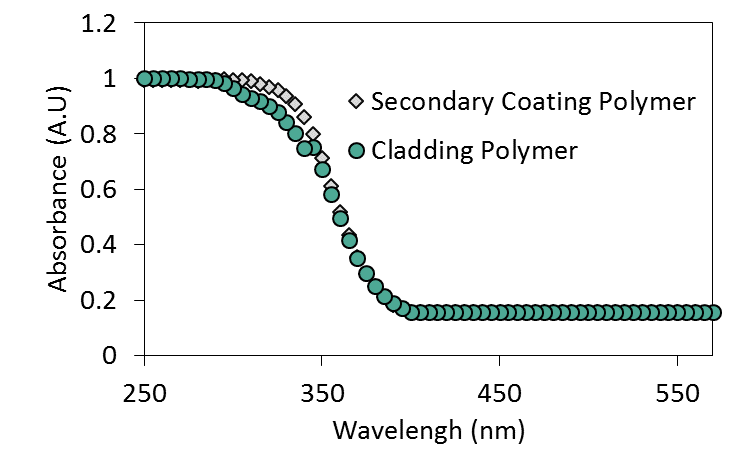 1.2
1
0.8
0.6
0.4
0.2
0
Absorbance (A.U)
Secondary Coating Polymer
Cladding Polymer
250 350 450 550
Wavelengh (nm)